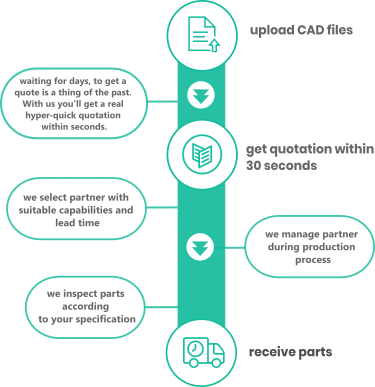 upload CAD files
waiting for days, to get a
quote is a thing of the past.
With us you'll get a real
hyper-quick quotation
within seconds.
get quotation within
30 seconds
we select partner with
suitable capabilities and
lead time
we manage partner
during production
process
we inspect parts
according
to your specification
receive parts